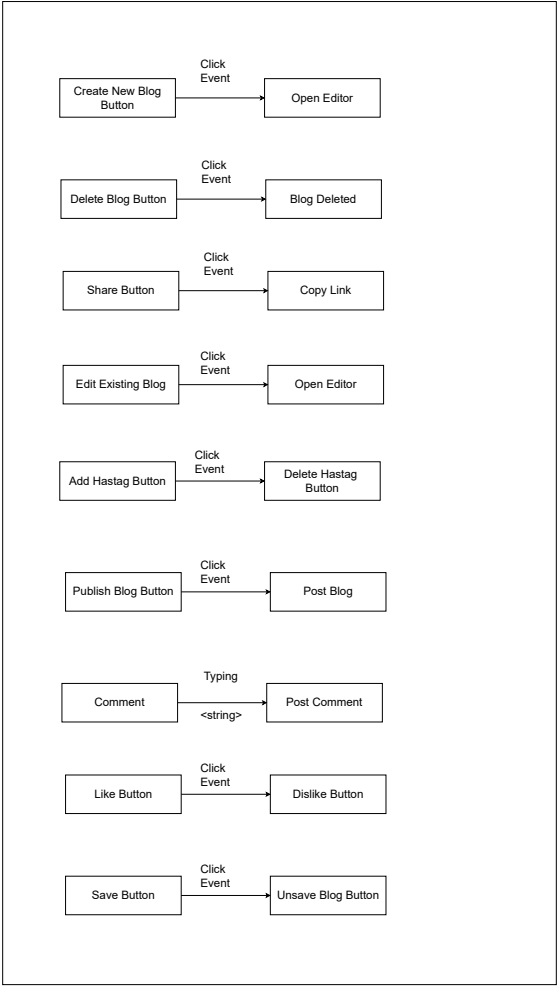 Click
Event
Create New Blog
Button
Open Editor
Click
Event
Delete Blog Button
Blog Deleted
Click
Event
Share Button
Copy Link
Click
Event
Edit Existing Blog
Open Editor
Click
Event
Add Hastag Button
Delete Hastag
Button
Click
Event
Publish Blog Button
Post Blog
Typing
Comment
Post Comment
<string>
Click
Event
Like Button
Dislike Button
Click
Event
Save Button
Unsave Blog Button